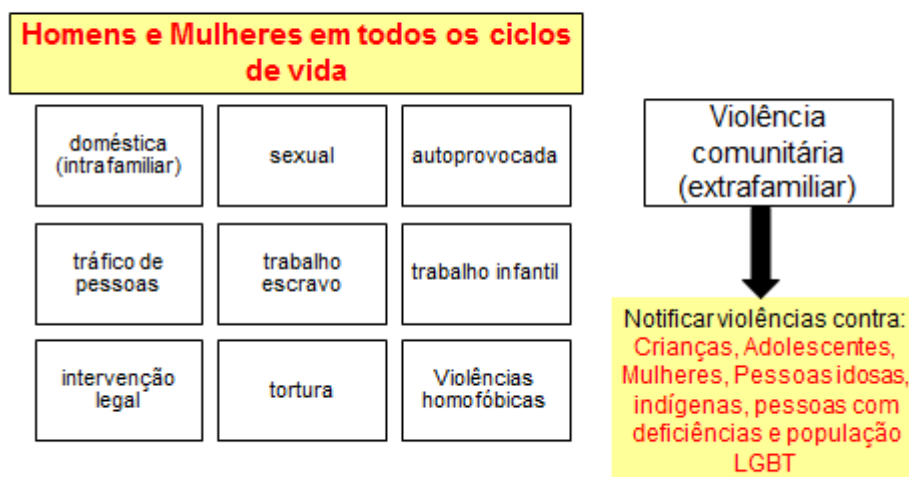 Homens e Mulheres em todos os ciclos
de vida
doméstica
(intrafamiliar)
sexual
autoprovocada
tráfico de
pessoas
trabalho
escravo
trabalho infantil
intervenção
legal
tortura
Violências
homofóbicas
Violência
comunitária
(extrafamiliar)
Notificar violências contra:
Crianças, Adolescentes,
Mulheres, Pessoas idosas,
indígenas, pessoas com
deficiências e população
LGBT